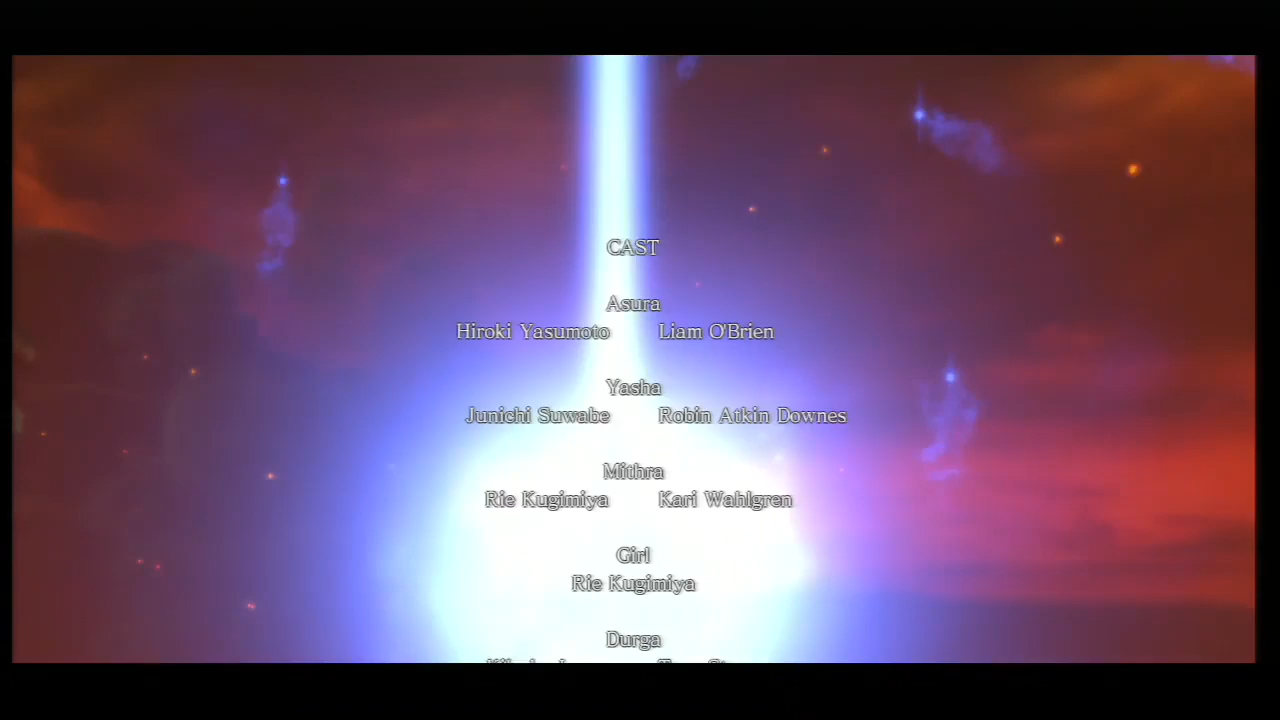 CAST
Asura
Hiroki Yasumoto Liam O'Brien
Yasha
Junichi Suwabe Robin Atkin Downes
Mithra
Rie Kugimiya Kari Wahlgren
Girl
Rie Kugimiya
Durga